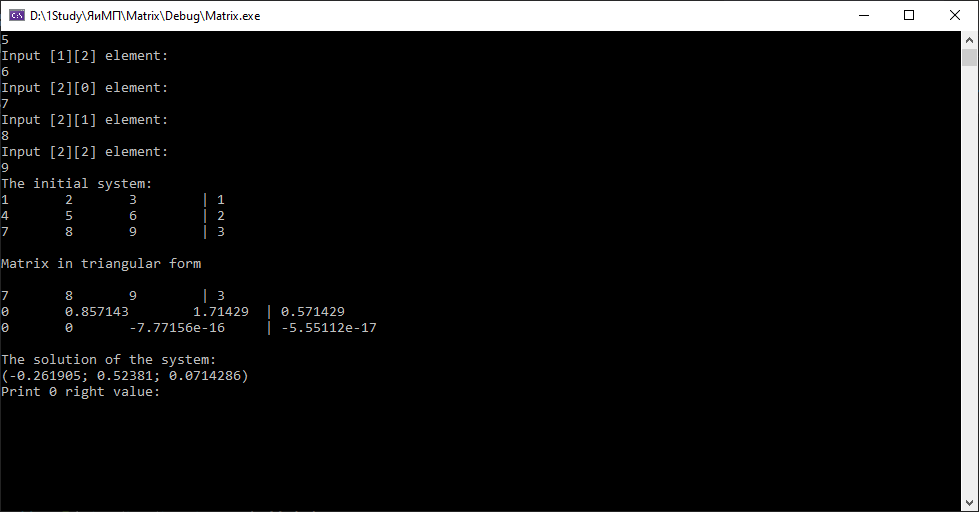 D:\1Study\ЯиМП\Matrix\Debug\Matrix.exe
5
Input [1][2] element:
6
Input [2][0] element:
7
Input [2][1] element:
8
Input [2][2] element:
9
The initial system:
1 2 3 | 1
4 5 6 | 2
7 8 9 | 3
Matrix in triangular form
7 8 9 | 3
0 0.857143 1.71429 | 0.571429
0 0 -7.77156e-16 | -5.55112e-17
The solution of the system:
(-0.261905; 0.52381; 0.0714286)
Print 0 right value: